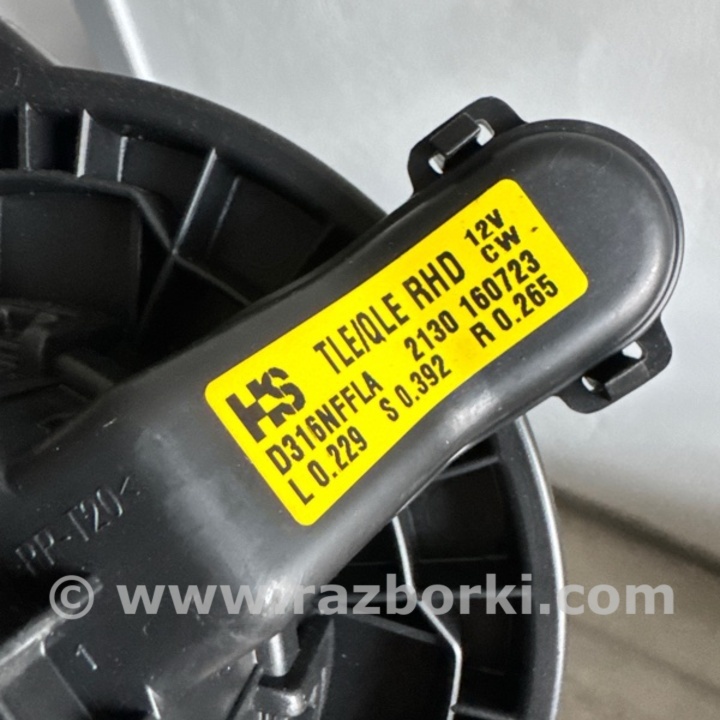 HS TLE/QLE RHD 12V CW
D316NFFLA 2130 160723
L 0.229 S 0.392 R 0.265
PP-T20<
1
© www.razborki.com